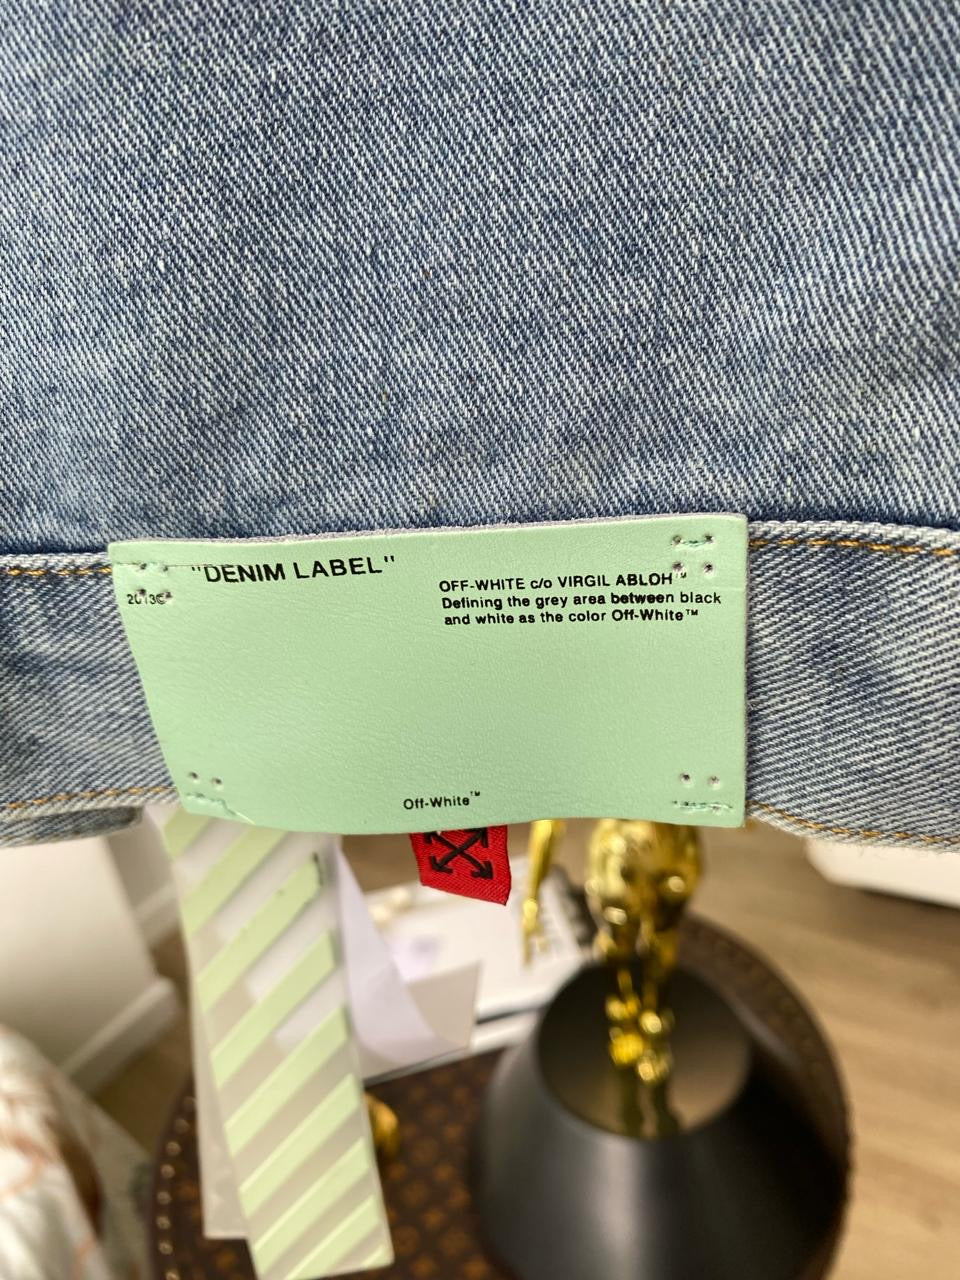 "DENIM LABEL"
2013©
OFF-WHITE c/o VIRGIL ABLOH™
Defining the grey area between black
and white as the color Off-White™
Off-White™